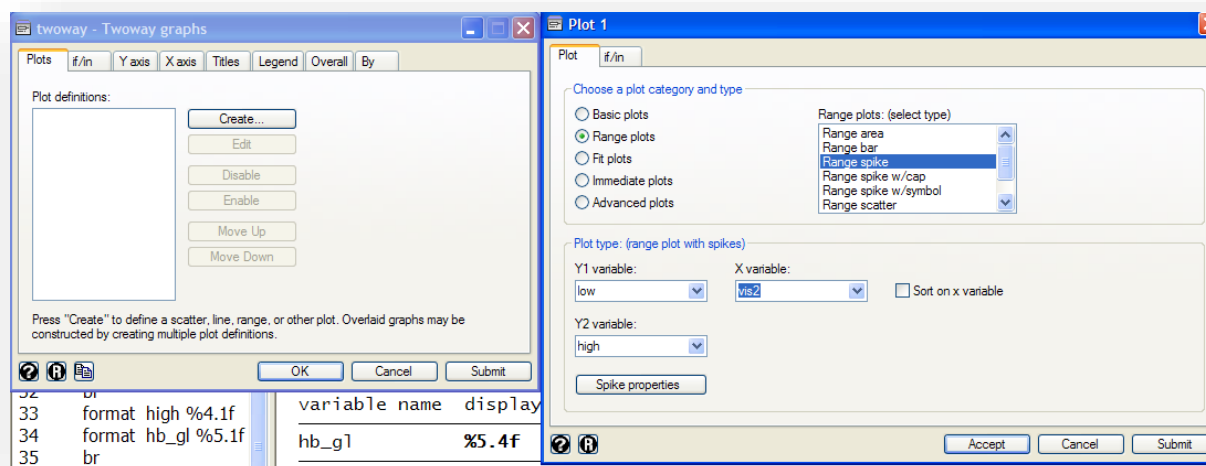 twoway - Twoway graphs
Plots if/in Y axis X axis Titles Legend Overall By
Plot definitions:
Create...
Edit
Disable
Enable
Move Up
Move Down
Press "Create" to define a scatter, line, range, or other plot. Overlaid graphs may be
constructed by creating multiple plot definitions.
OK Cancel Submit
br
33 format high %4.1f
34 format hb_gl %5.1f
35 br
variable name display
hb_gl %5.4f
Plot 1
Plot if/in
Choose a plot category and type
Basic plots
Range plots
Fit plots
Immediate plots
Advanced plots
Range plots: (select type)
Range area
Range bar
Range spike
Range spike w/cap
Range spike w/symbol
Range scatter
Plot type: (range plot with spikes)
Y1 variable: X variable:
low vis2 Sort on x variable
Y2 variable:
high
Spike properties
Accept Cancel Submit